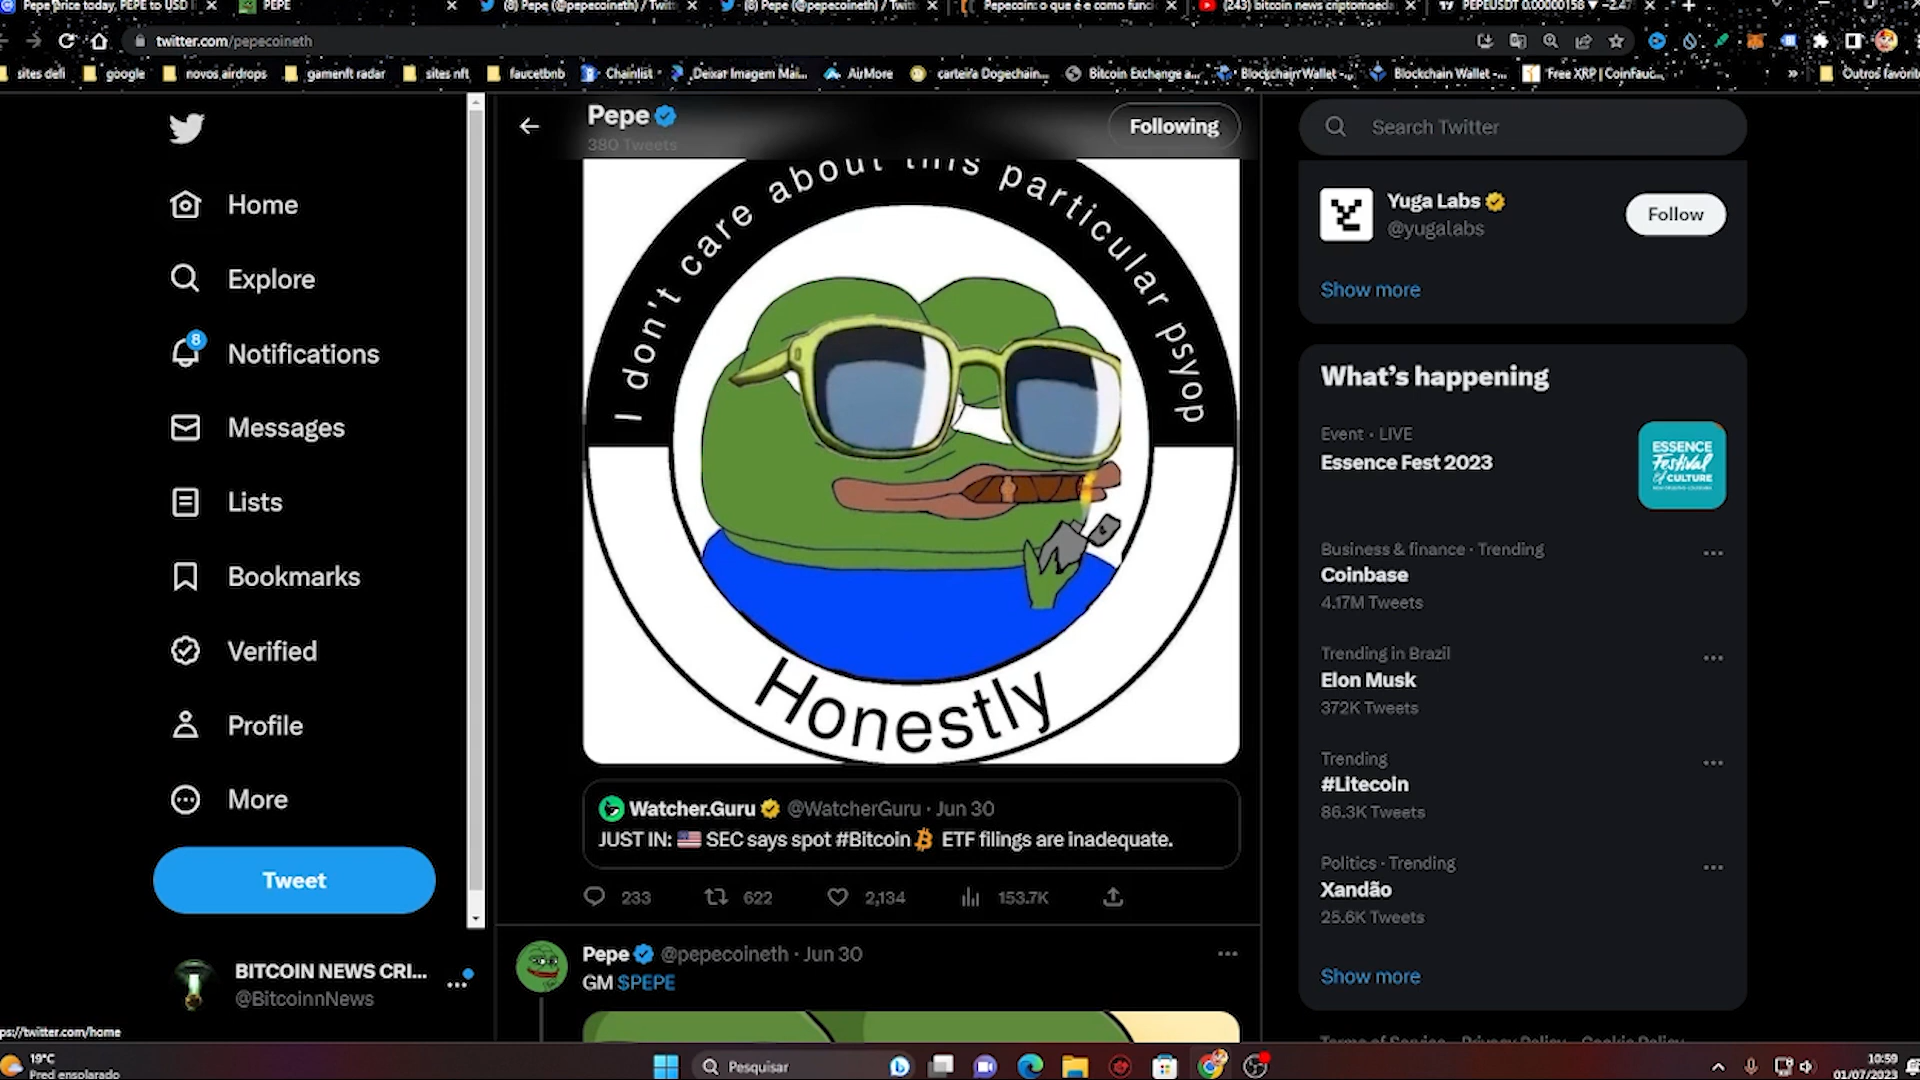 Pepe price today, PEPE to USD l
PEPE
(8) Pepe (@pepecoineth) / Twitt
(8) Pepe (@pepecoineth) / Twitt
Pepecoin: o que é e como func
(243) bitcoin news criptomoeda
PEPEUSDT 0.00000158 ▼ −2.47
twitter.com/pepecoineth
sites defi
google
novos airdrops
gamenft radar
sites nft
faucetbnb
Chainlist
Deixar Imagem Mai...
AirMore
carteira Dogechain...
Bitcoin Exchange a...
Blockchain Wallet -...
Blockchain Wallet -...
Free XRP | CoinFauc...
»
Outros favorit
Home
Explore
8
Notifications
Messages
Lists
Bookmarks
Verified
Profile
More
Tweet
BITCOIN NEWS CRI...
@BitcoinnNews
ps://twitter.com/home
Pepe
380 Tweets
Following
I don't care about this particular psyop
Honestly
Watcher.Guru @WatcherGuru · Jun 30
JUST IN: 🇺🇸 SEC says spot #Bitcoin ETF filings are inadequate.
233 622 2,134 153.7K
Pepe @pepecoineth · Jun 30
GM $PEPE
Search Twitter
Yuga Labs
@yugalabs
Follow
Show more
What's happening
Event · LIVE
Essence Fest 2023
ESSENCE
Festival
of CULTURE
Business & finance · Trending
Coinbase
4.17M Tweets
Trending in Brazil
Elon Musk
372K Tweets
Trending
#Litecoin
86.3K Tweets
Politics · Trending
Xandão
25.6K Tweets
Show more
Terms of Service Privacy Policy Cookie Policy
19°C
Pred ensolarado
Pesquisar
10:59
01/07/2023